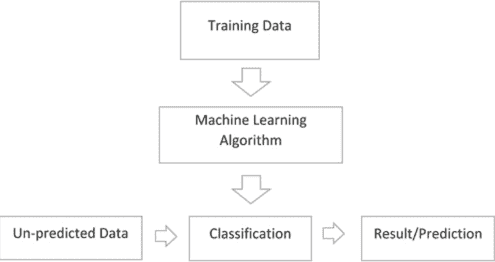 Training Data
Machine Learning
Algorithm
Un-predicted Data
Classification
Result/Prediction